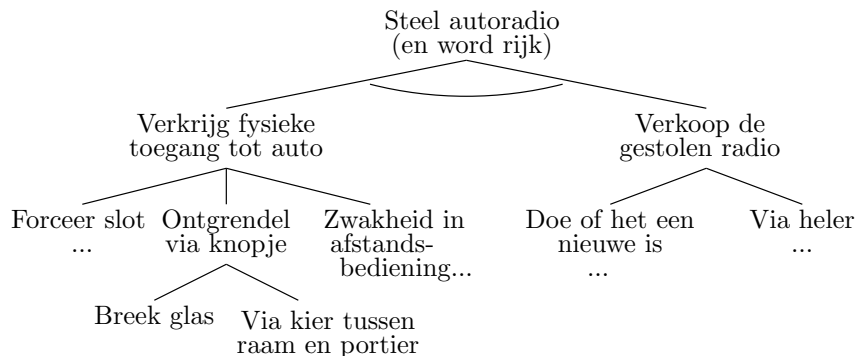 Steel autoradio
(en word rijk)
Verkrijg fysieke
toegang tot auto
Verkoop de
gestolen radio
Forceer slot
...
Ontgrendel
via knopje
Zwakheid in
afstands-
bediening...
Doe of het een
nieuwe is
...
Via heler
...
Breek glas
Via kier tussen
raam en portier